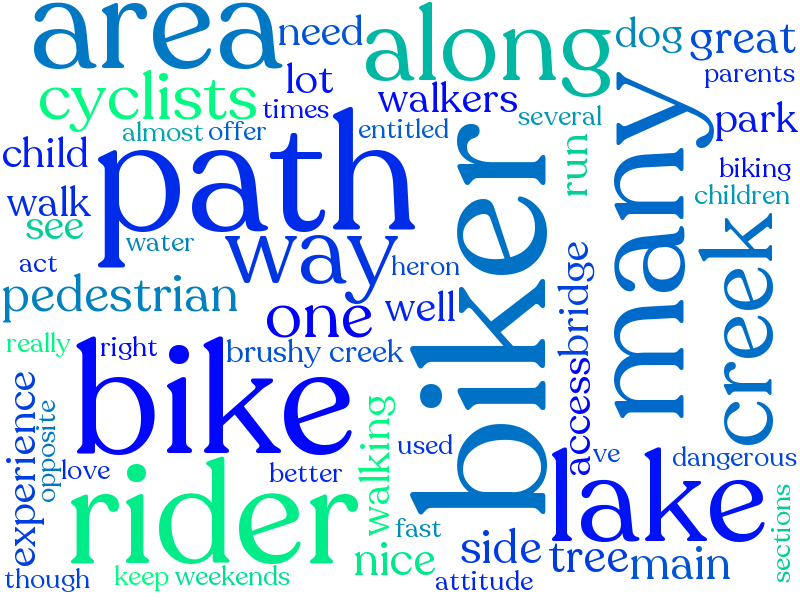 area
need
along
dog
great
parents
cyclists
lot
times
walkers
several
park
almost
offer
entitled
child
path
biker
run
many
biking
children
walk
see
water
way
heron
creek
act
pedestrian
one
well
bridge
access
really
right
brushy creek
bike
experience
opposite
love
better
walking
used
ve
dangerous
rider
lake
sections
fast
side
tree
main
nice
though
keep
weekends
attitude